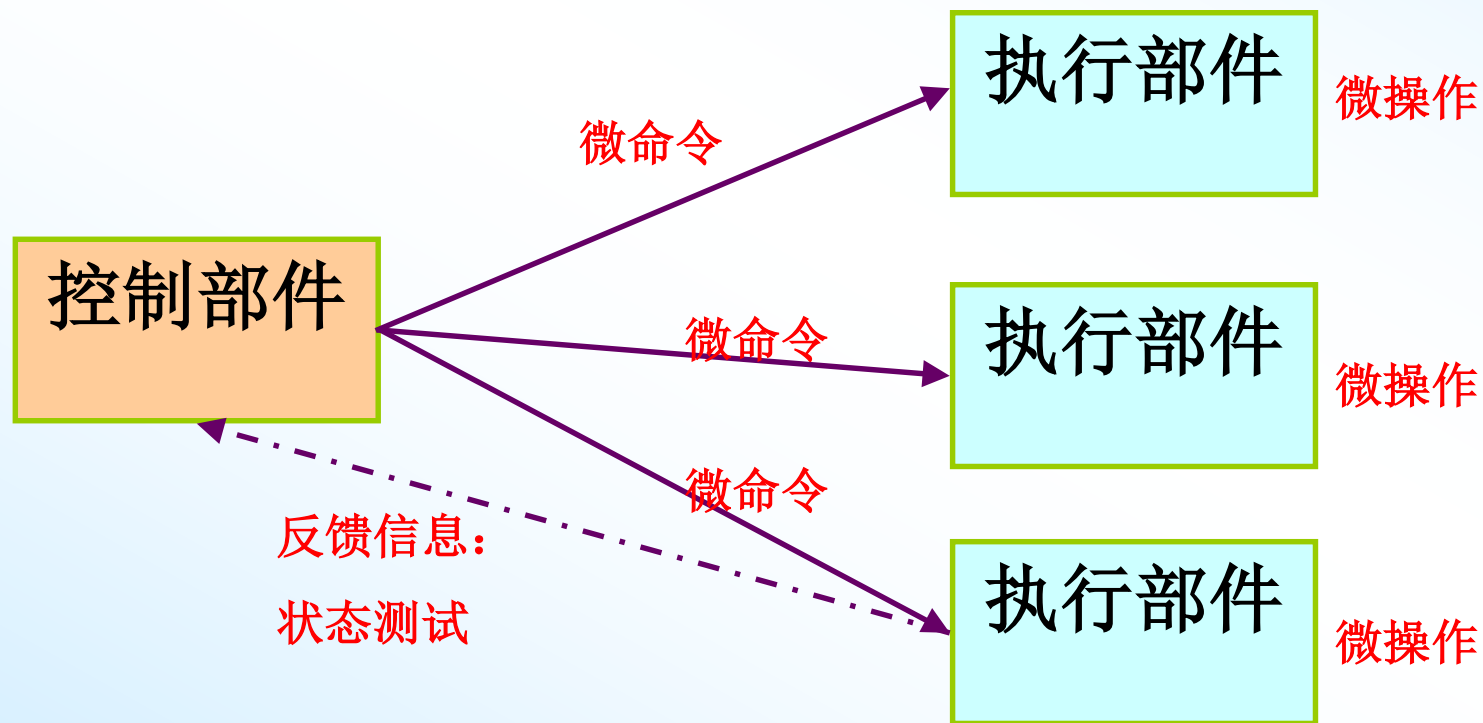 执行部件
微操作
微命令
控制部件
执行部件
微命令
微操作
微命令
反馈信息：
状态测试
执行部件
微操作